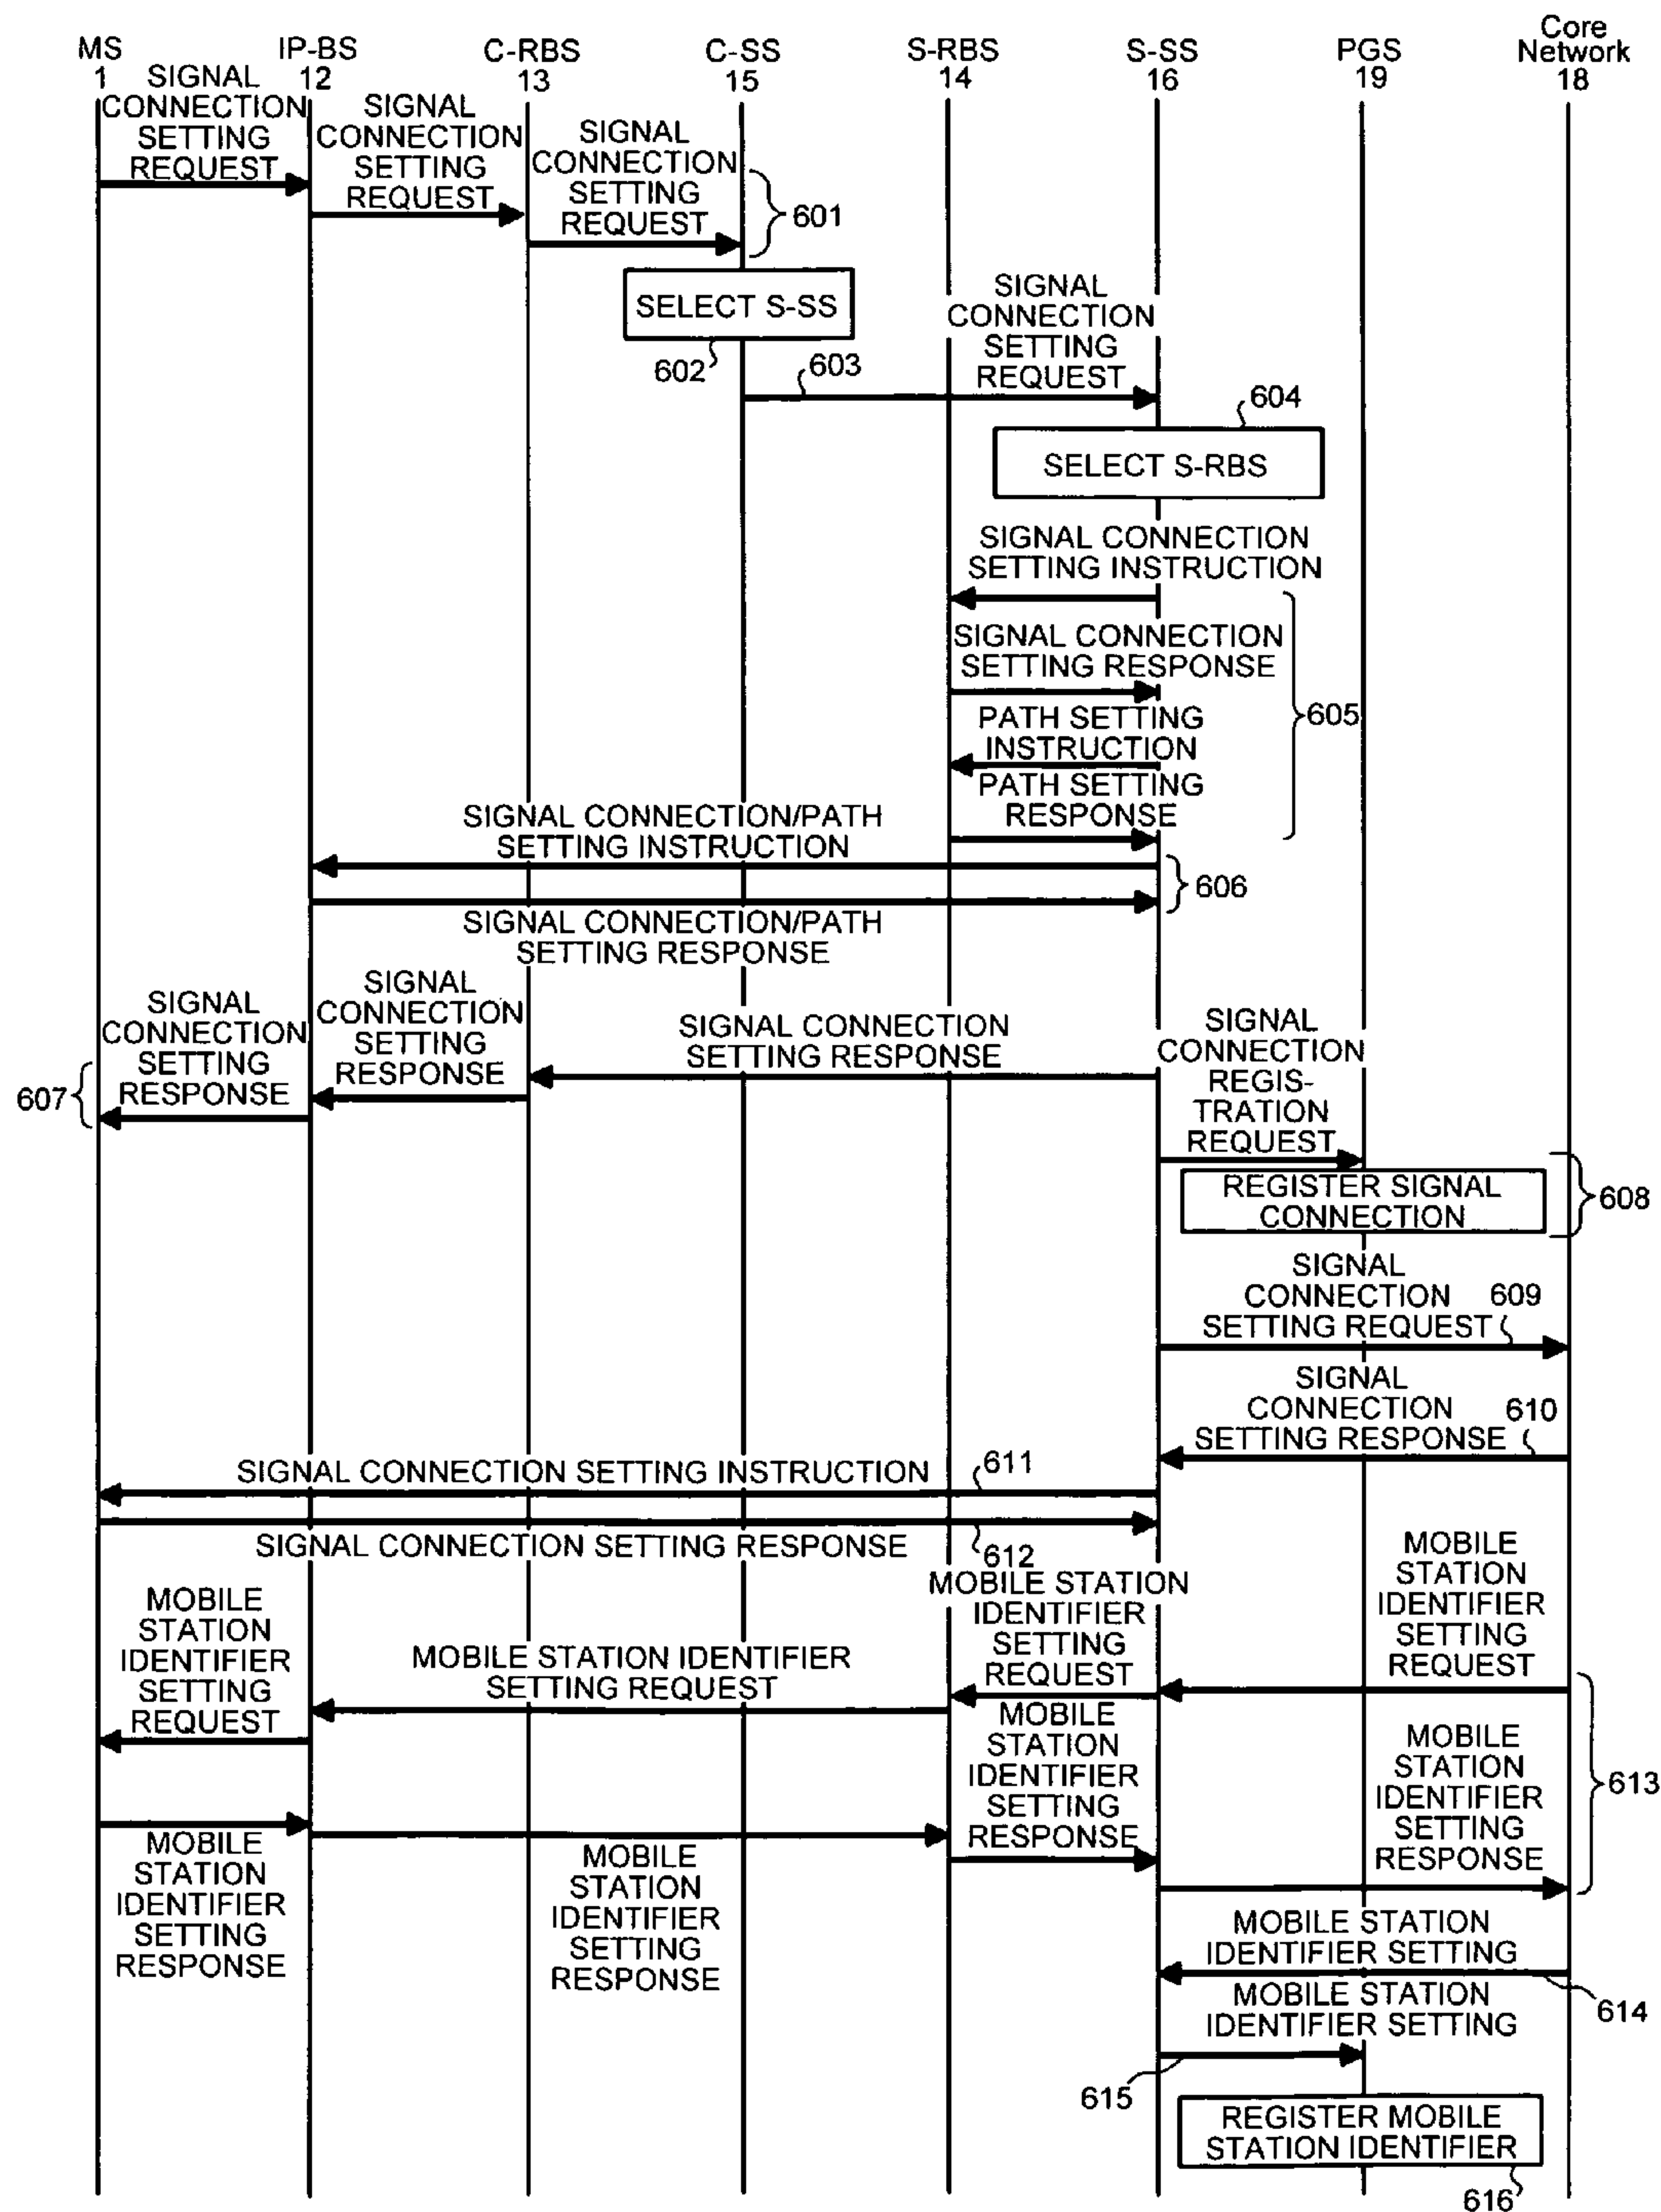 MS
1
IP-BS
12
C-RBS
13
C-SS
15
S-RBS
14
S-SS
16
PGS
19
Core
Network
18
SIGNAL
CONNECTION
SETTING
REQUEST
SIGNAL
CONNECTION
SETTING
REQUEST
SIGNAL
CONNECTION
SETTING
REQUEST
601
SELECT S-SS
602
603
SIGNAL
CONNECTION
SETTING
REQUEST
604
SELECT S-RBS
SIGNAL CONNECTION
SETTING INSTRUCTION
SIGNAL CONNECTION
SETTING RESPONSE
PATH SETTING
INSTRUCTION
PATH SETTING
RESPONSE
605
SIGNAL CONNECTION/PATH
SETTING INSTRUCTION
606
SIGNAL CONNECTION/PATH
SETTING RESPONSE
SIGNAL
CONNECTION
SETTING
RESPONSE
607
SIGNAL
CONNECTION
SETTING
RESPONSE
SIGNAL CONNECTION
SETTING RESPONSE
SIGNAL
CONNECTION
REGIS-
TRATION
REQUEST
REGISTER SIGNAL
CONNECTION
608
SIGNAL
CONNECTION
SETTING REQUEST
609
SIGNAL
CONNECTION
SETTING RESPONSE
610
SIGNAL CONNECTION SETTING INSTRUCTION
611
SIGNAL CONNECTION SETTING RESPONSE
612
MOBILE
STATION
IDENTIFIER
SETTING
REQUEST
MOBILE STATION
IDENTIFIER
SETTING
REQUEST
MOBILE STATION IDENTIFIER
SETTING REQUEST
MOBILE
STATION
IDENTIFIER
SETTING
REQUEST
MOBILE
STATION
IDENTIFIER
SETTING
RESPONSE
MOBILE
STATION
IDENTIFIER
SETTING
RESPONSE
MOBILE
STATION
IDENTIFIER
SETTING
RESPONSE
MOBILE
STATION
IDENTIFIER
SETTING
RESPONSE
613
MOBILE STATION
IDENTIFIER SETTING
614
MOBILE STATION
IDENTIFIER SETTING
615
REGISTER MOBILE
STATION IDENTIFIER
616